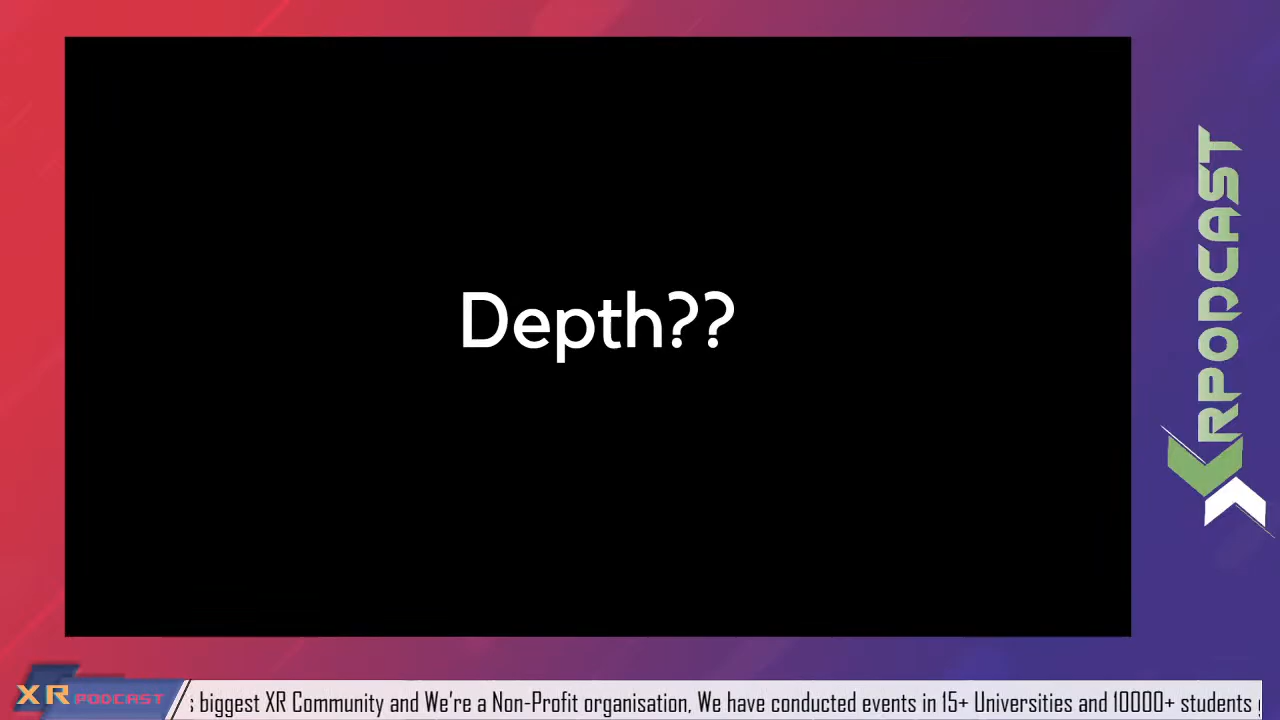 Depth??
XRPODCAST
XR PODCAST
biggest XR Community and We're a Non-Profit organisation, We have conducted events in 15+ Universities and 10000+ students